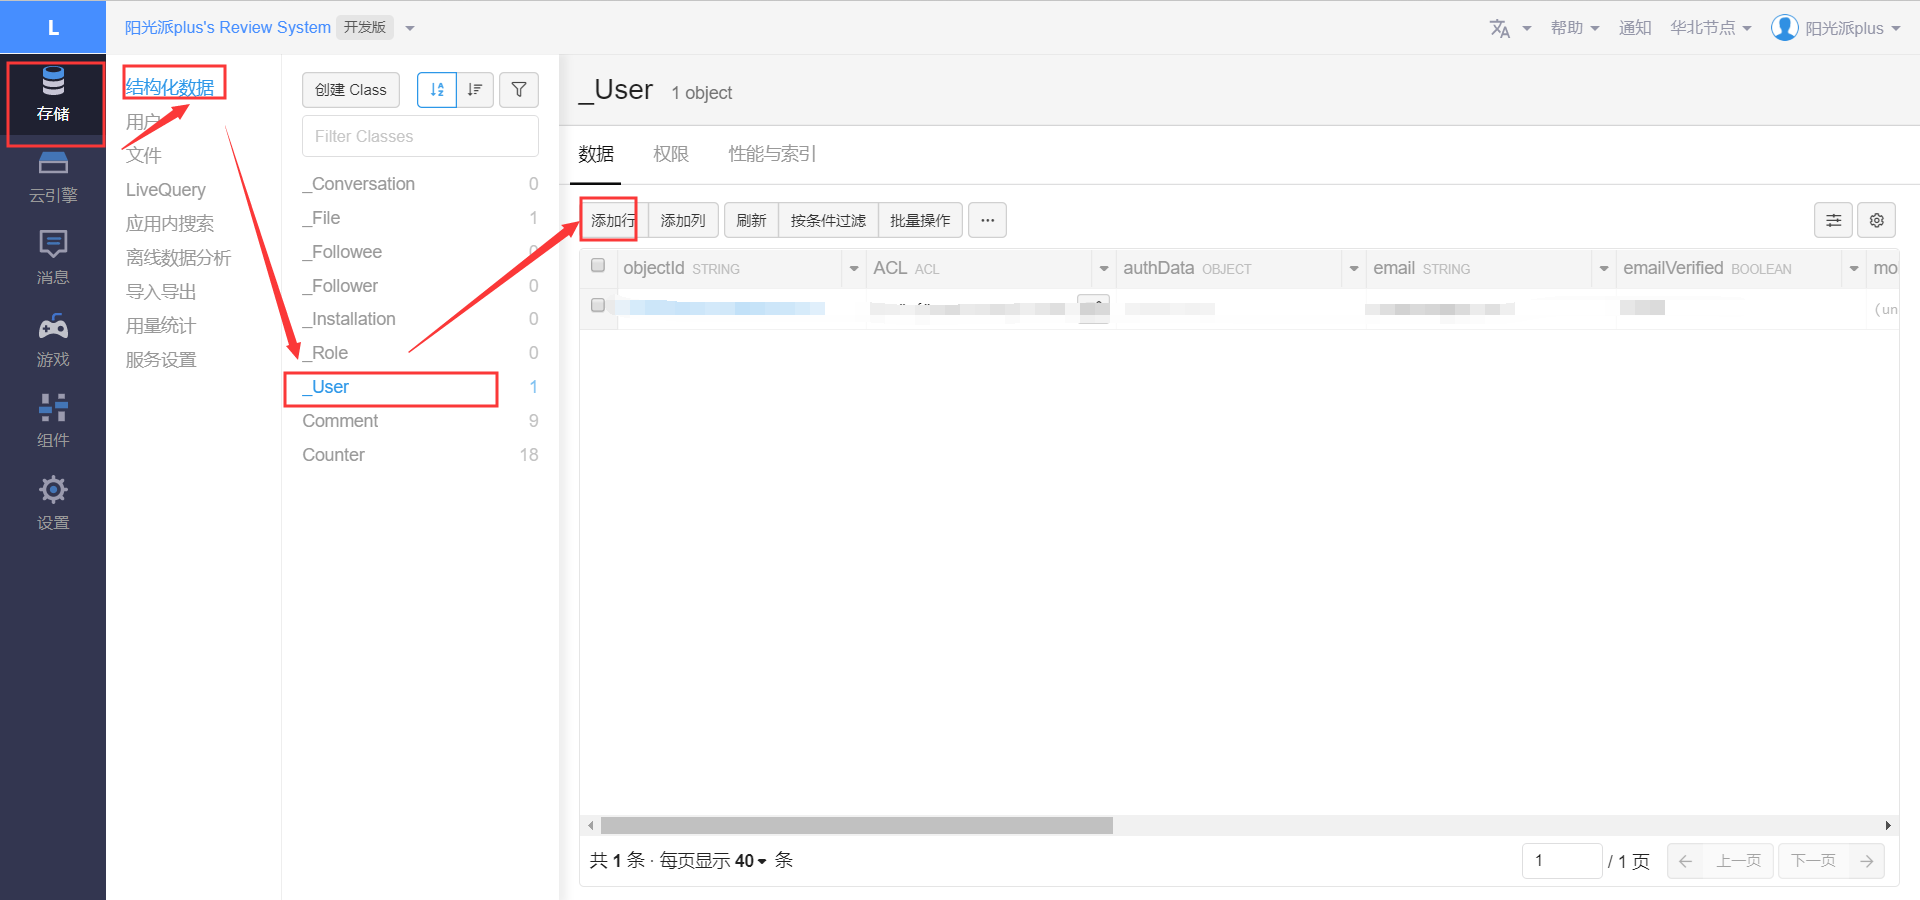 L
阳光派plus's Review System 开发版
帮助 通知 华北节点 阳光派plus
存储
云引擎
消息
游戏
组件
设置
结构化数据
用户
文件
LiveQuery
应用内搜索
离线数据分析
导入导出
用量统计
服务设置
创建 Class
Filter Classes
_Conversation 0
_File 1
_Followee 0
_Follower 0
_Installation 0
_Role 0
_User 1
Comment 9
Counter 18
_User 1 object
数据 权限 性能与索引
添加行 添加列 刷新 按条件过滤 批量操作 ···
objectId STRING ACL ACL authData OBJECT email STRING emailVerified BOOLEAN mo
(un
共 1 条 · 每页显示 40 条
1 / 1 页 上一页 下一页